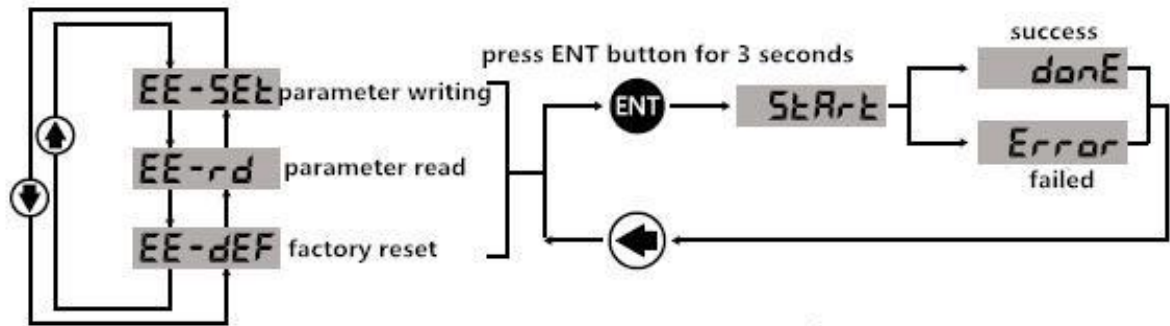 success
press ENT button for 3 seconds
donE
EE-SEt parameter writing
ENT
StArt
Error
EE-rd parameter read
failed
EE-dEF factory reset